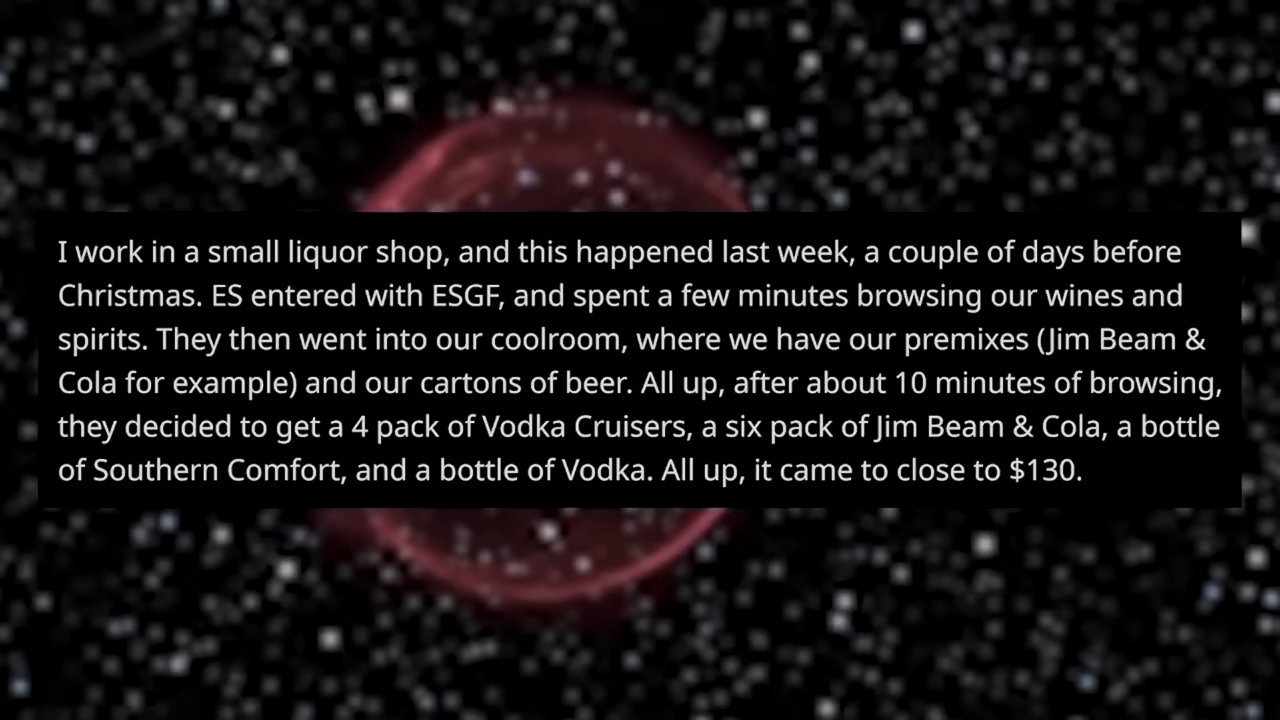 I work in a small liquor shop, and this happened last week, a couple of days before
Christmas. ES entered with ESGF, and spent a few minutes browsing our wines and
spirits. They then went into our coolroom, where we have our premixes (Jim Beam &
Cola for example) and our cartons of beer. All up, after about 10 minutes of browsing,
they decided to get a 4 pack of Vodka Cruisers, a six pack of Jim Beam & Cola, a bottle
of Southern Comfort, and a bottle of Vodka. All up, it came to close to $130.